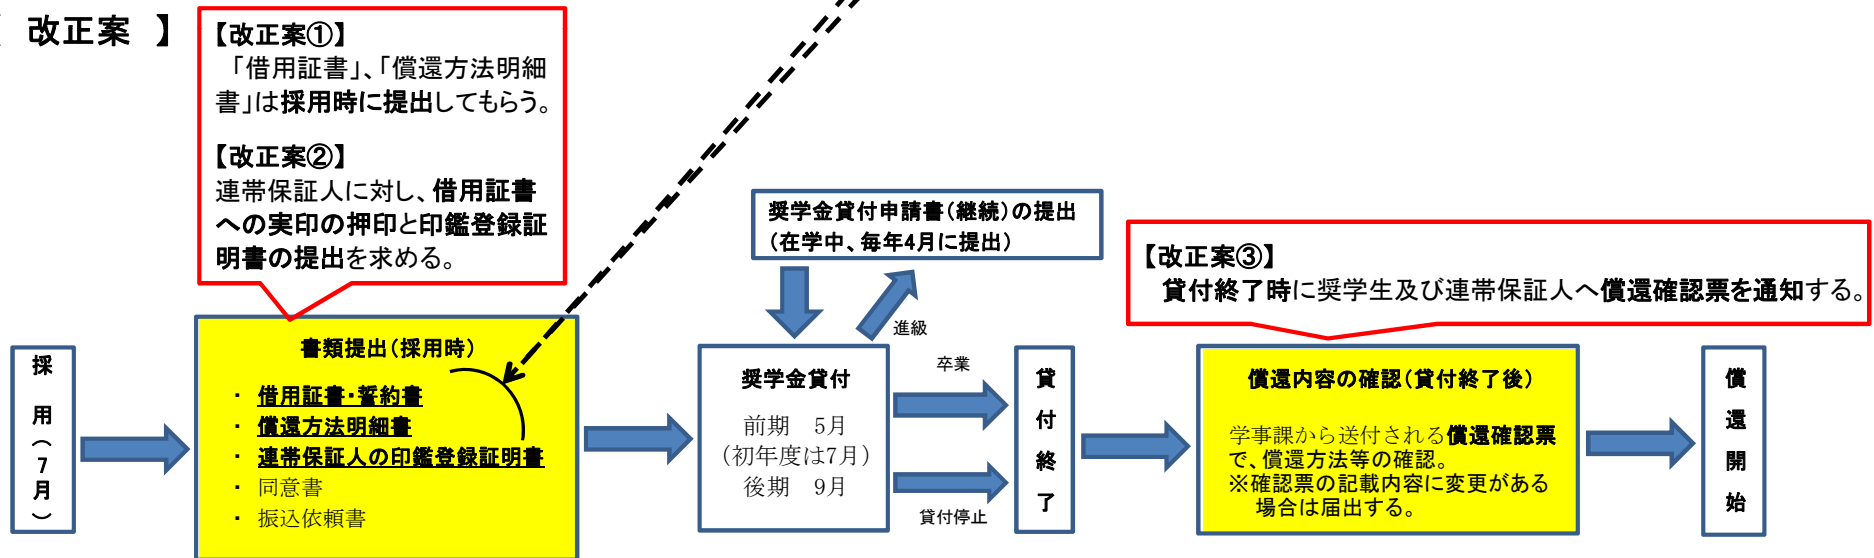 改正案 】
【改正案①】
「借用証書」、「償還方法明細
書」は採用時に提出してもらう。
【改正案②】
連帯保証人に対し、借用証書
への実印の押印と印鑑登録証
明書の提出を求める。
奨学金貸付申請書(継続)の提出
(在学中、毎年4月に提出)
【改正案③】
貸付終了時に奨学生及び連帯保証人へ償還確認票を通知する。
採用(7月)
書類提出(採用時)
・ 借用証書・誓約書
・ 償還方法明細書
・ 連帯保証人の印鑑登録証明書
・ 同意書
・ 振込依頼書
進級
奨学金貸付
前期 5月
(初年度は7月)
後期 9月
卒業
貸付停止
貸付終了
償還内容の確認(貸付終了後)
学事課から送付される償還確認票
で、償還方法等の確認。
※確認票の記載内容に変更がある
場合は届出する。
償還開始